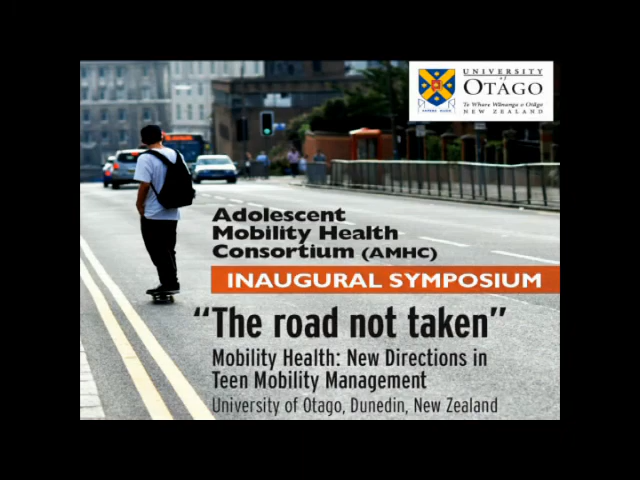 UNIVERSITY
of
OTAGO
Te Whare Wānanga o Otāgo
NEW ZEALAND
Adolescent
Mobility Health
Consortium (AMHC)
INAUGURAL SYMPOSIUM
“The road not taken”
Mobility Health: New Directions in
Teen Mobility Management
University of Otago, Dunedin, New Zealand